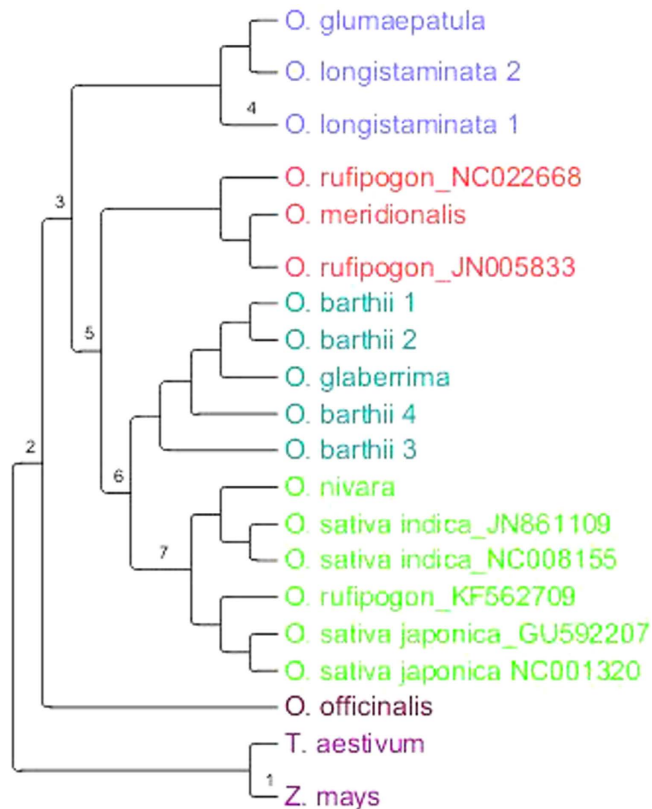 O. glumaepatula
O. longistaminata 2
4
O. longistaminata 1
O. rufipogon_NC022668
3
O. meridionalis
O. rufipogon_JN005833
O. barthii 1
5
O. barthii 2
O. glaberrima
O. barthii 4
2
O. barthii 3
6
O. nivara
O. sativa indica_JN861109
7
O. sativa indica_NC008155
O. rufipogon_KF562709
O. sativa japonica_GU592207
O. sativa japonica NC001320
O. officinalis
T. aestivum
1
Z. mays